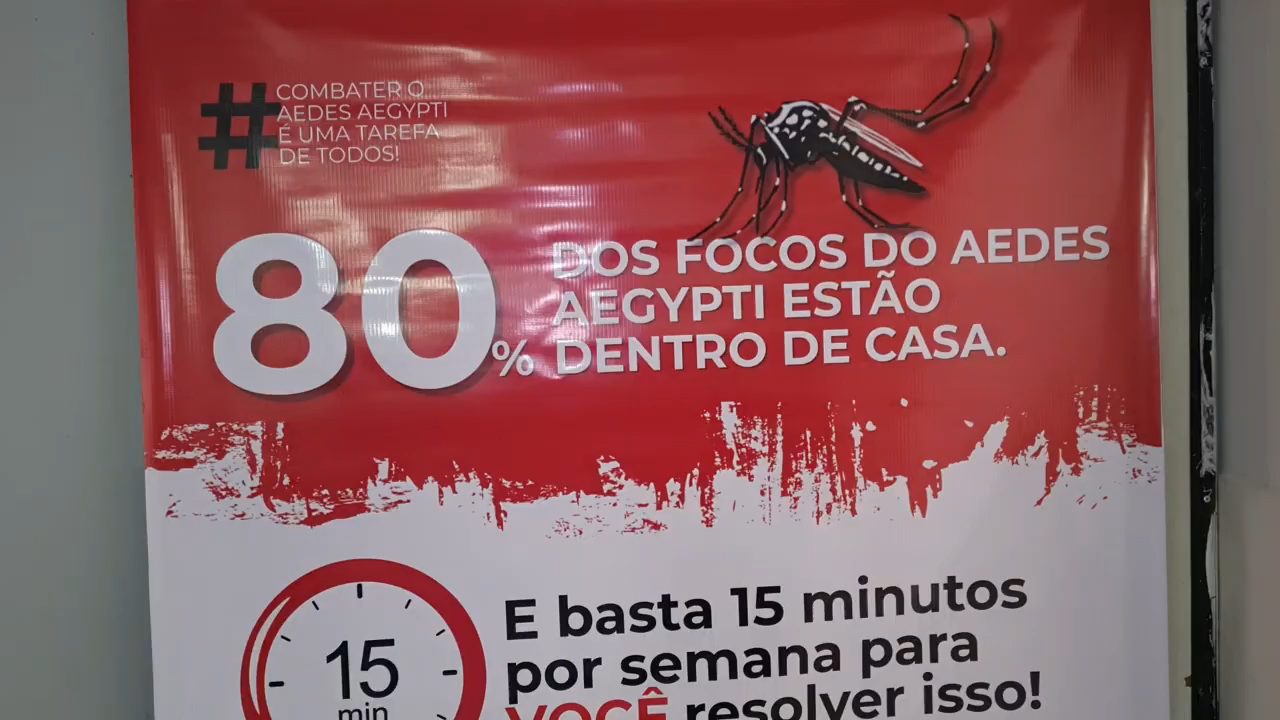 #
COMBATER O
AEDES AEGYPTI
É UMA TAREFA
DE TODOS!
80%
DOS FOCOS DO AEDES
AEGYPTI ESTÃO
DENTRO DE CASA.
15
min
E basta 15 minutos
por semana para
VOCÊ resolver isso!